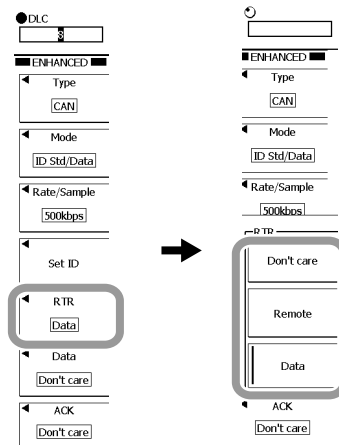 DLC
8
ENHANCED
Type
CAN
Mode
ID Std/Data
Rate/Sample
500kbps
Set ID
RTR
Data
Data
Don't care
ACK
Don't care
ENHANCED
Type
CAN
Mode
ID Std/Data
Rate/Sample
500kbps
RTR
Don't care
Remote
Data
ACK
Don't care